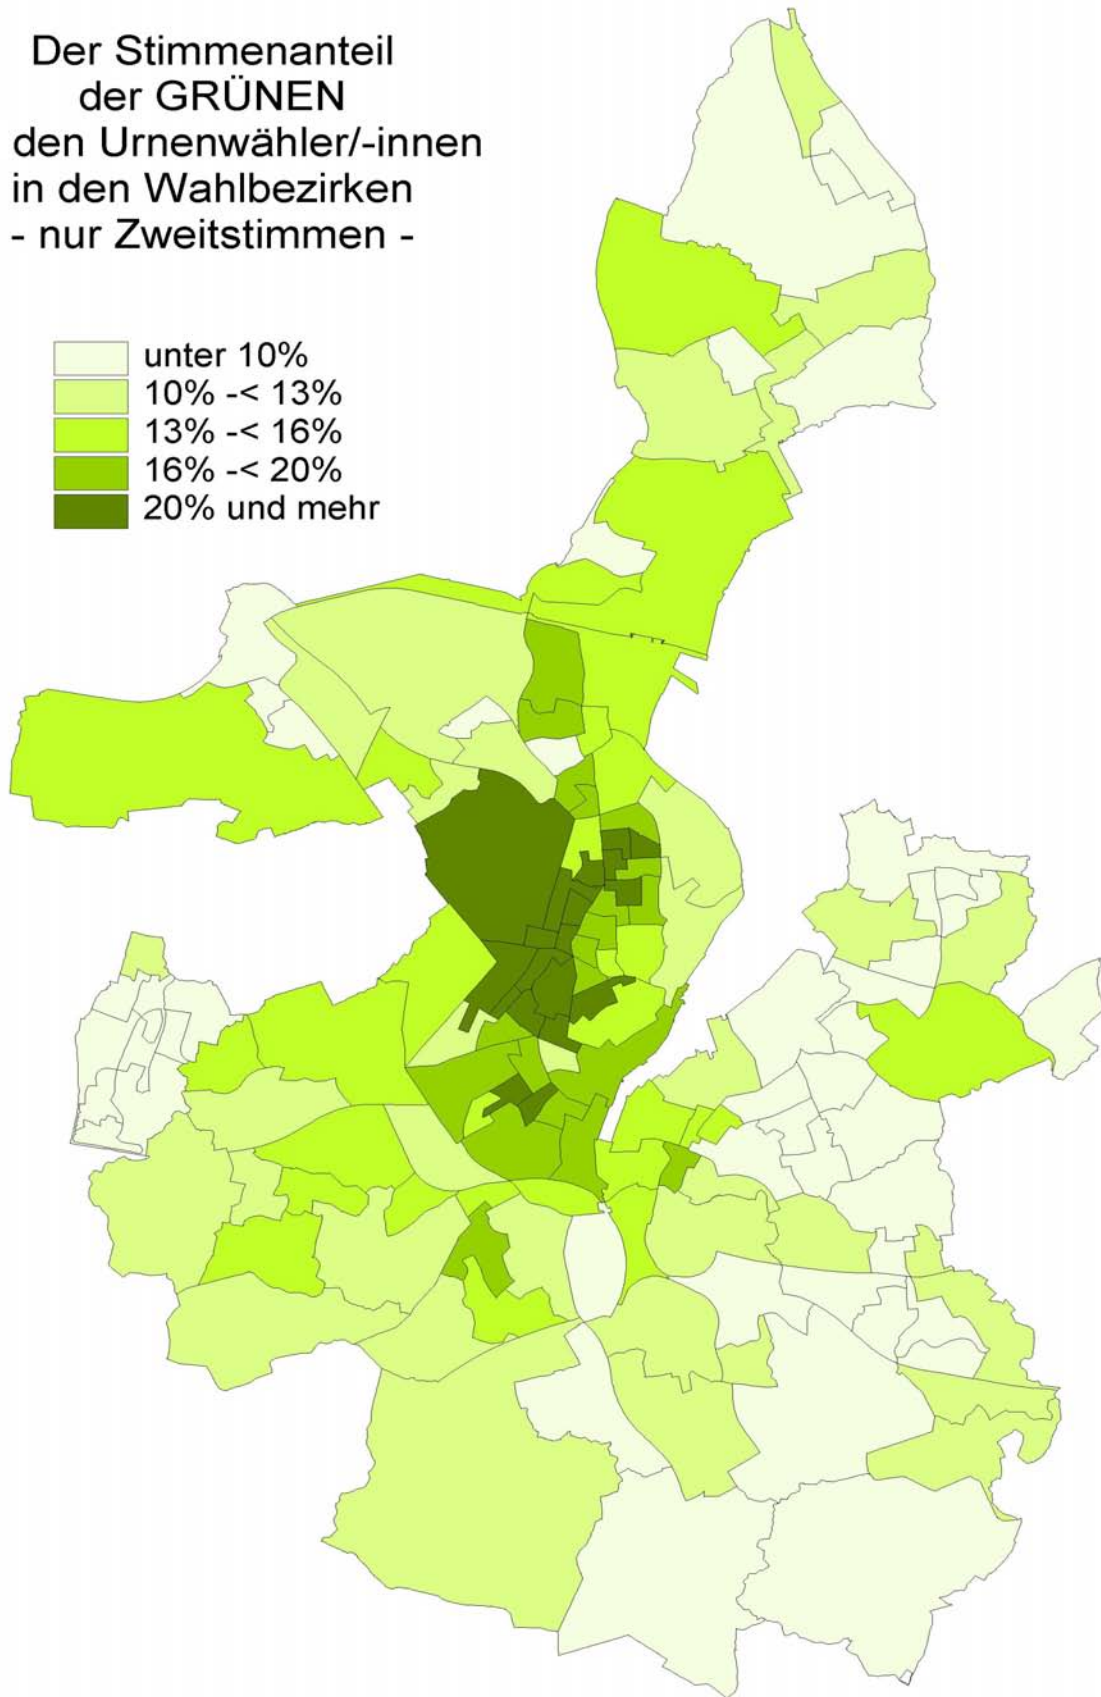 Der Stimmenanteil
der GRÜNEN
den Urnenwähler/-innen
in den Wahlbezirken
- nur Zweitstimmen -
unter 10%
10% -< 13%
13% -< 16%
16% -< 20%
20% und mehr